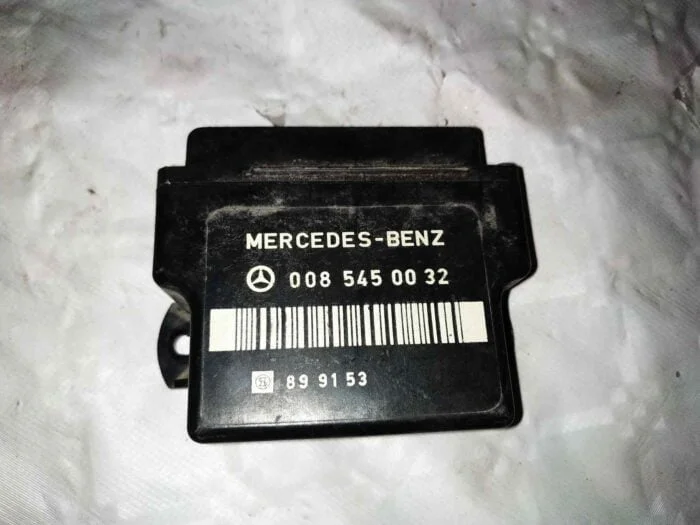 MERCEDES-BENZ
008 545 00 32
89 91 53